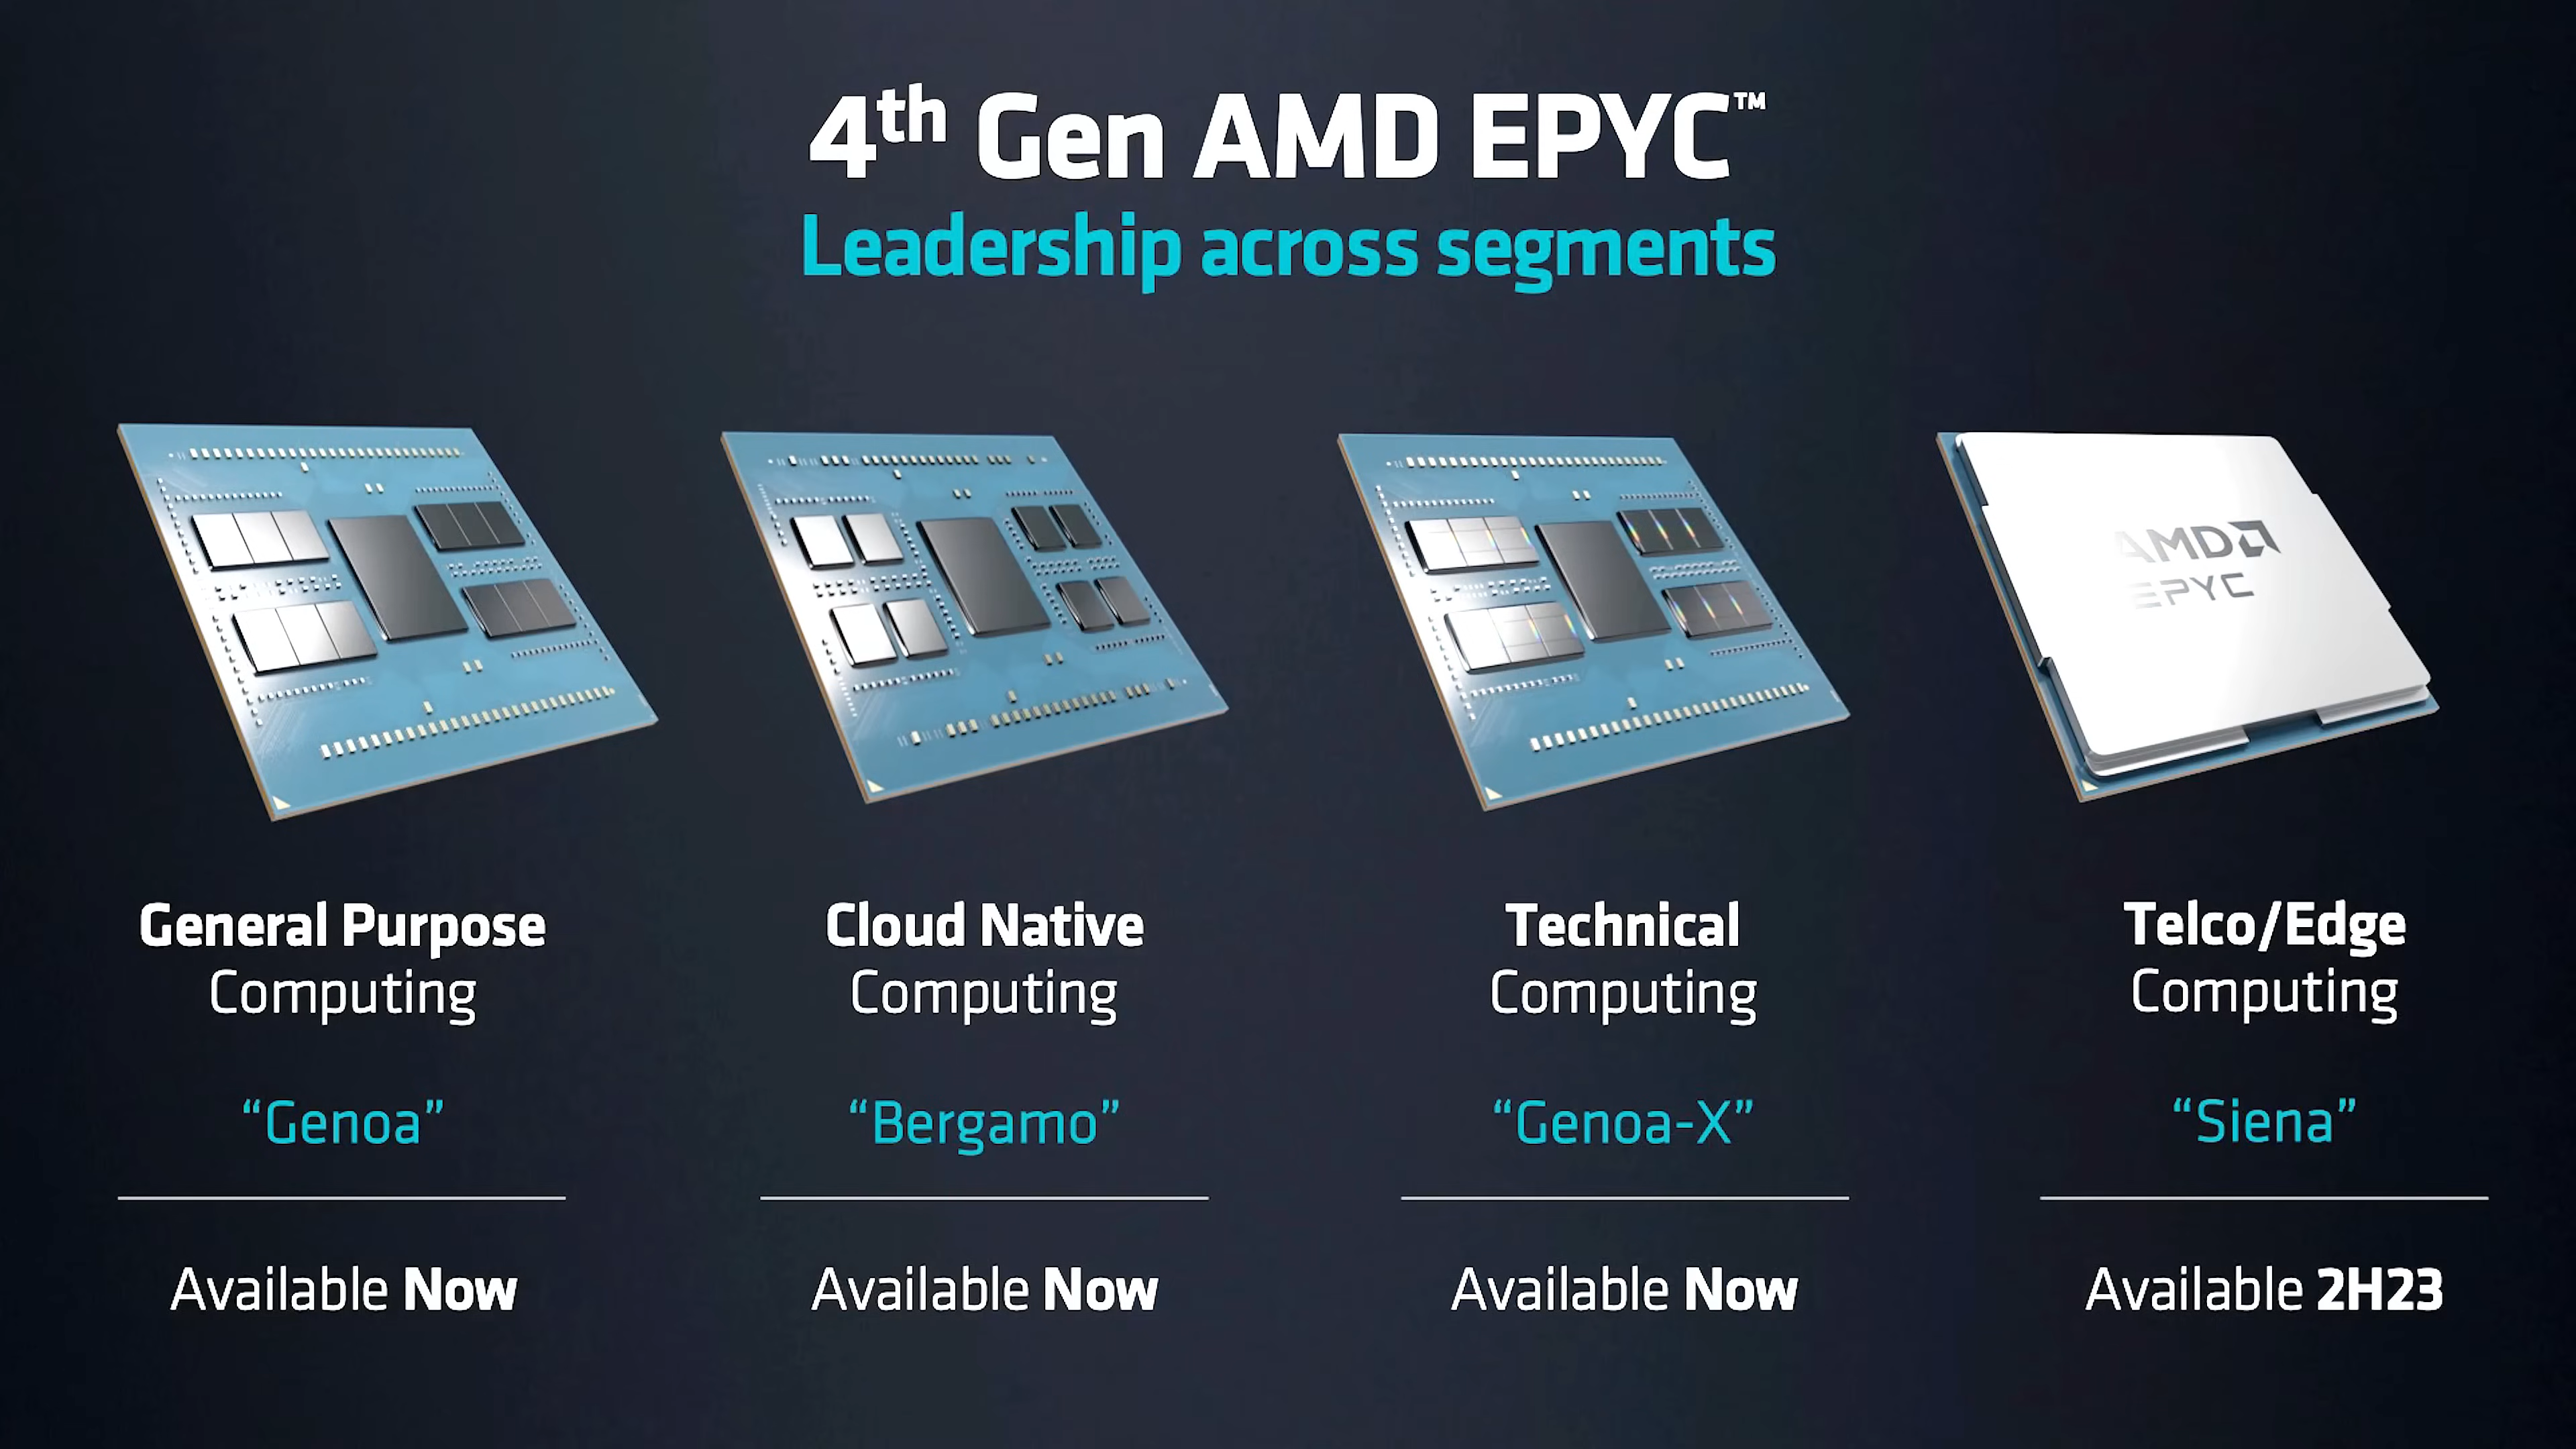 4th Gen AMD EPYC™
Leadership across segments
AMD
EPYC
General Purpose
Computing
“Genoa”
Available Now
Cloud Native
Computing
“Bergamo”
Available Now
Technical
Computing
“Genoa-X”
Available Now
Telco/Edge
Computing
“Siena”
Available 2H23